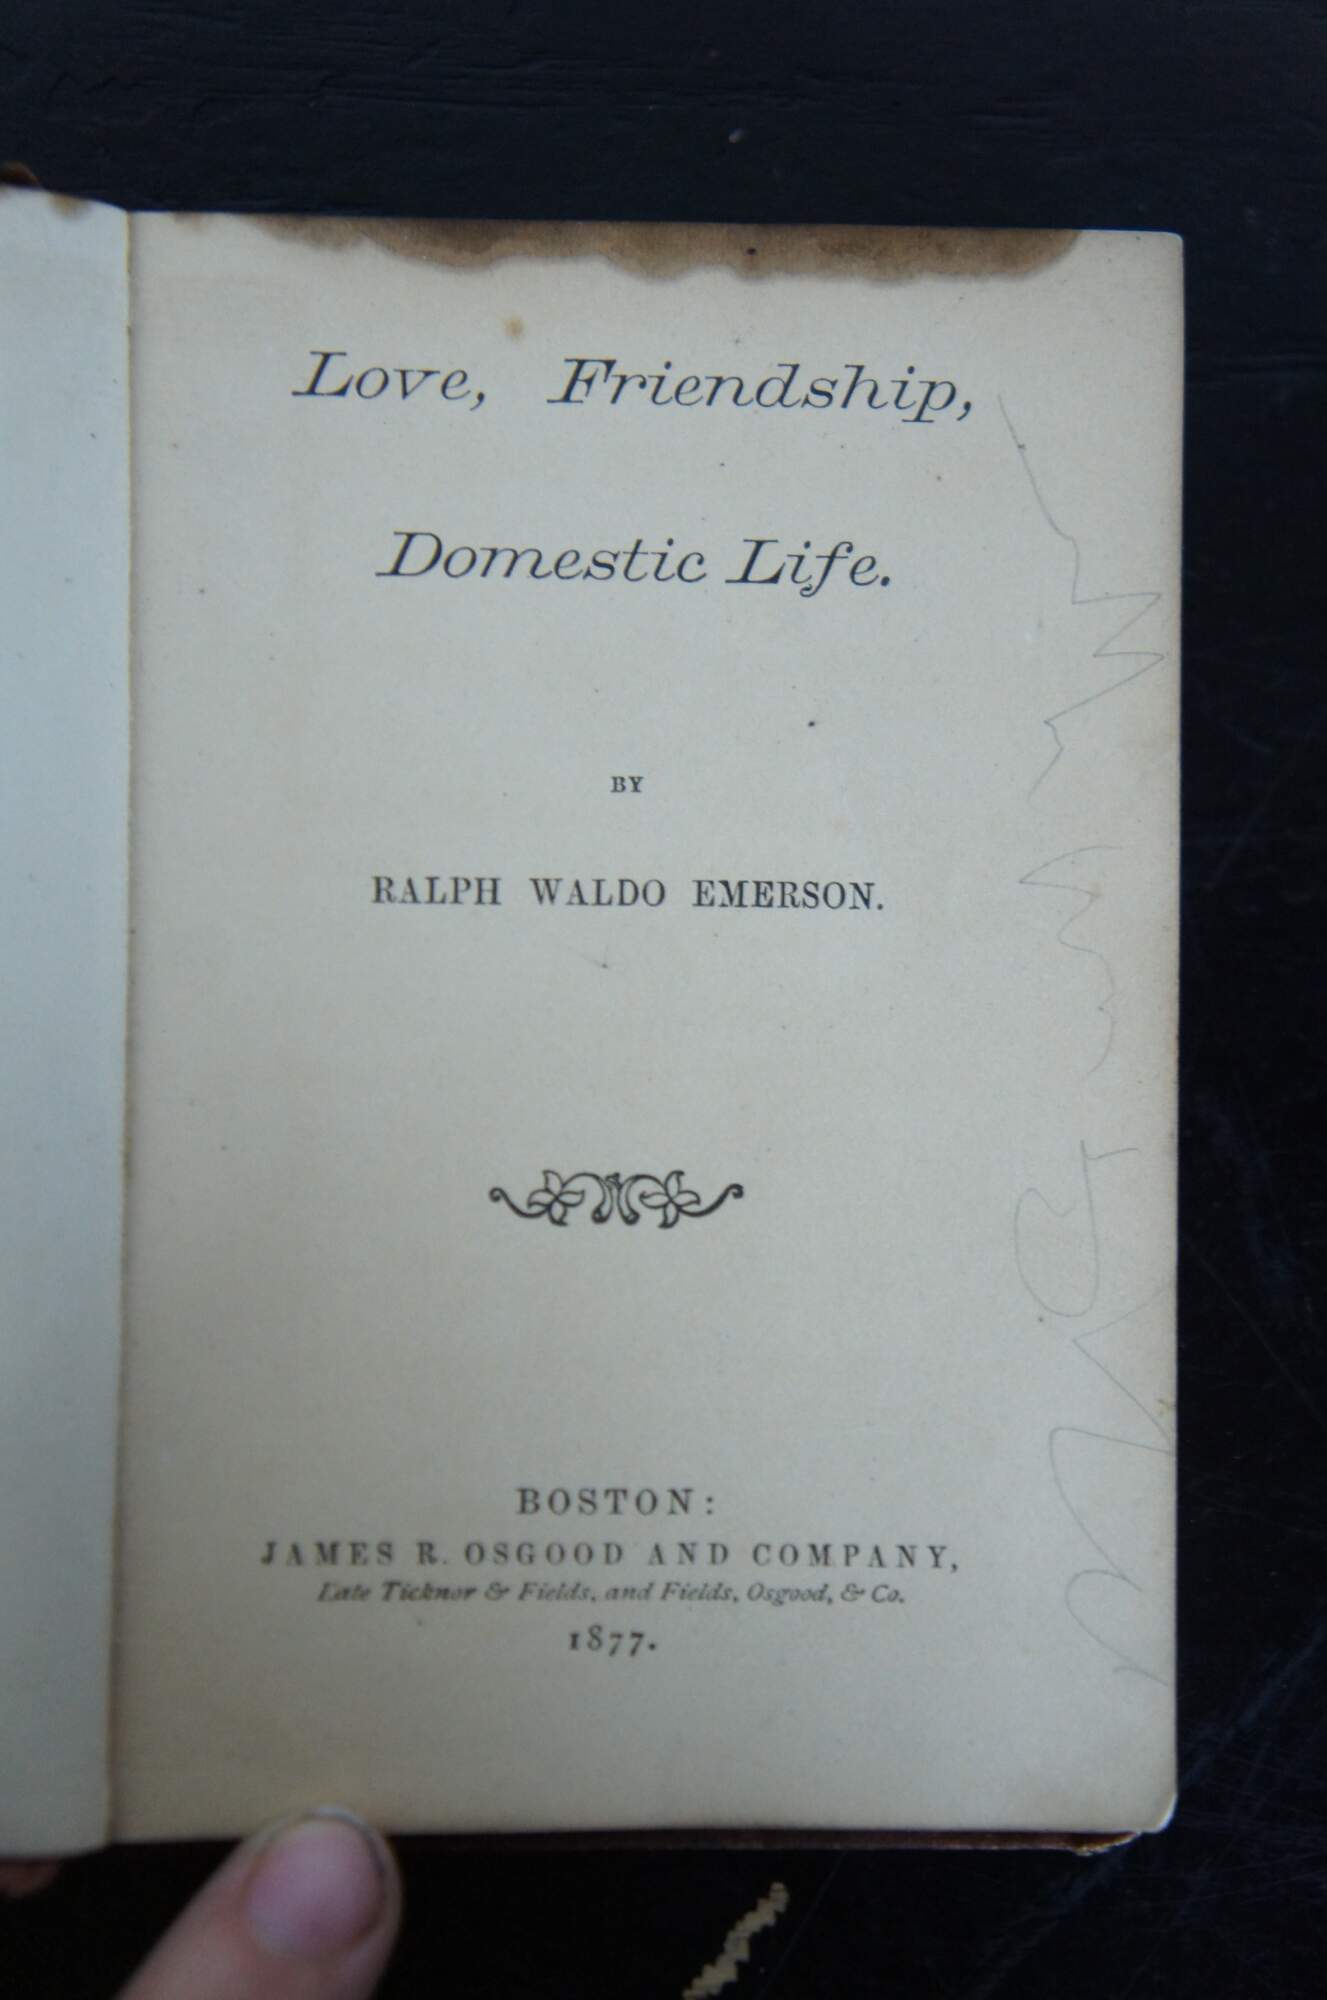 Love, Friendship,
Domestic Life.
BY
RALPH WALDO EMERSON.
BOSTON:
JAMES R. OSGOOD AND COMPANY,
Late Ticknor & Fields, and Fields, Osgood, & Co.
1877.